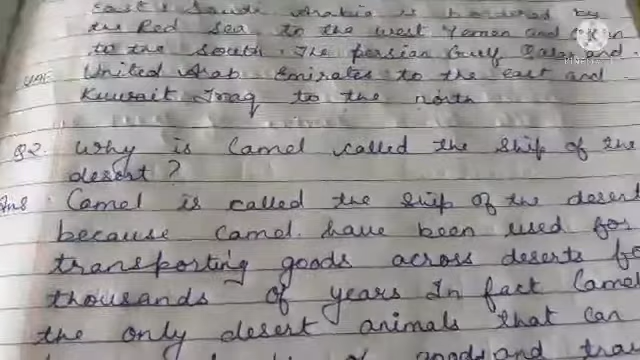 east. Saudi Arabia is bordered by
the Red sea to the west Yemen and
to the south. The persian Gulf Qatar and
United Arab Emirates to the east and
Kuwait Iraq to the north
Q2. Why is Camel called the ship of the
desert?
Ans. Camel is called the ship of the desert
because camel have been used for
transporting goods across deserts fo
thousands of years In fact Camel
the only desert animals that can
goods and tra